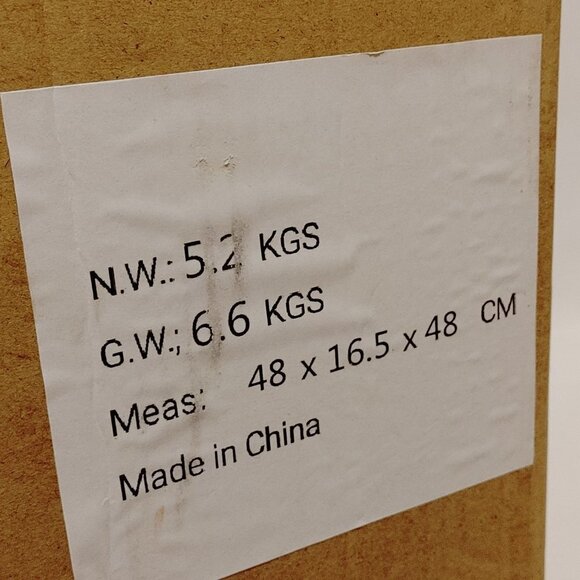 N.W.: 5.2 KGS
G.W.; 6.6 KGS
Meas: 48 x 16.5 x 48 CM
Made in China